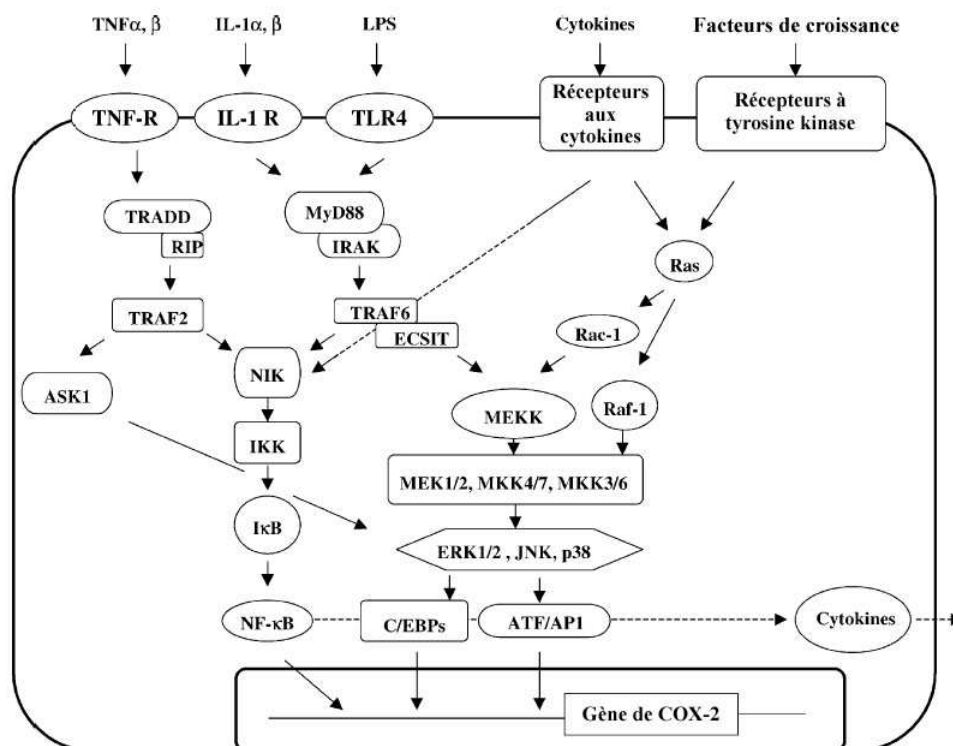 TNFα, β
IL-1α, β
LPS
Cytokines
Facteurs de croissance
TNF-R
IL-1 R
TLR4
Récepteurs
aux
cytokines
Récepteurs à
tyrosine kinase
TRADD
RIP
MyD88
IRAK
Ras
TRAF2
TRAF6
ECSIT
Rac-1
ASK1
NIK
MEKK
Raf-1
IKK
MEK1/2, MKK4/7, MKK3/6
IκB
ERK1/2 , JNK, p38
NF-κB
C/EBPs
ATF/AP1
Cytokines
Gène de COX-2